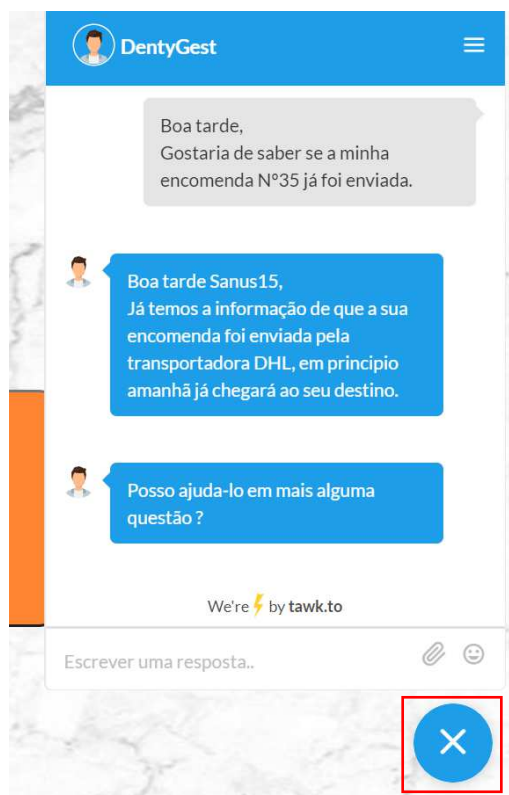 DentyGest
Boa tarde,
Gostaria de saber se a minha
encomenda Nº35 já foi enviada.
Boa tarde Sanus15,
Já temos a informação de que a sua
encomenda foi enviada pela
transportadora DHL, em principio
amanhã já chegará ao seu destino.
Posso ajuda-lo em mais alguma
questão ?
We're⚡by tawk.to
Escrever uma resposta..